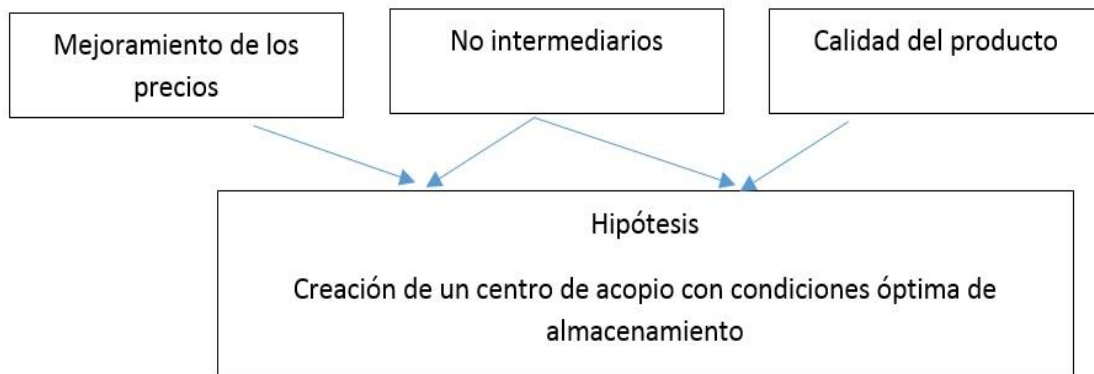 Mejoramiento de los
precios
No intermediarios
Calidad del producto
Hipótesis
Creación de un centro de acopio con condiciones óptima de
almacenamiento